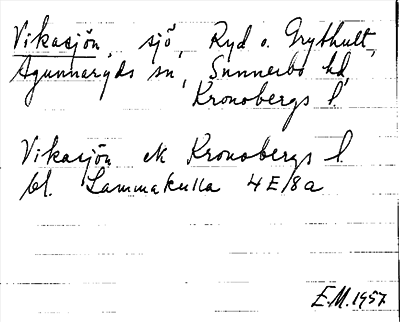 Vikasjön, sjö, Ryd o. Grythult,
Agunnaryds sn, Sunnerbo hd,
Kronobergs l.
Vikasjön ek Kronobergs l.
bl. Lammakulla 4E/8a
E.M. 1957